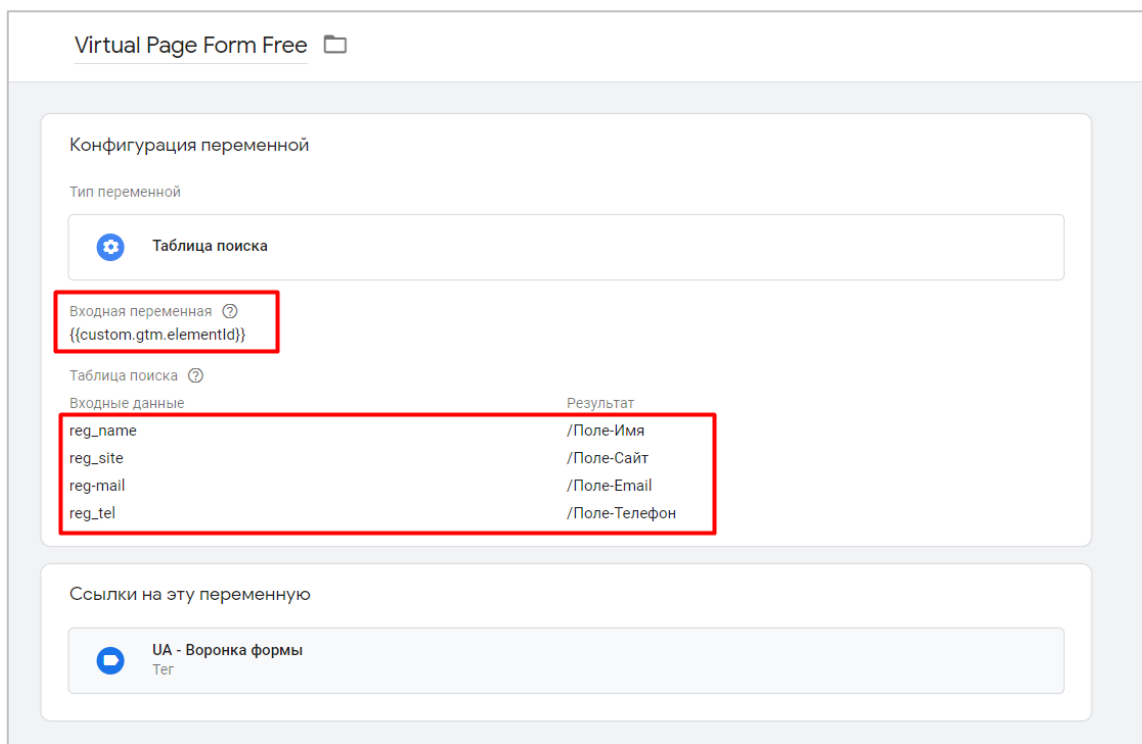 Virtual Page Form Free
Конфигурация переменной
Тип переменной
Таблица поиска
Входная переменная ?
{{custom.gtm.elementId}}
Таблица поиска ?
Входные данные Результат
reg_name /Поле-Имя
reg_site /Поле-Сайт
reg-mail /Поле-Email
reg_tel /Поле-Телефон
Ссылки на эту переменную
UA - Воронка формы
Тег